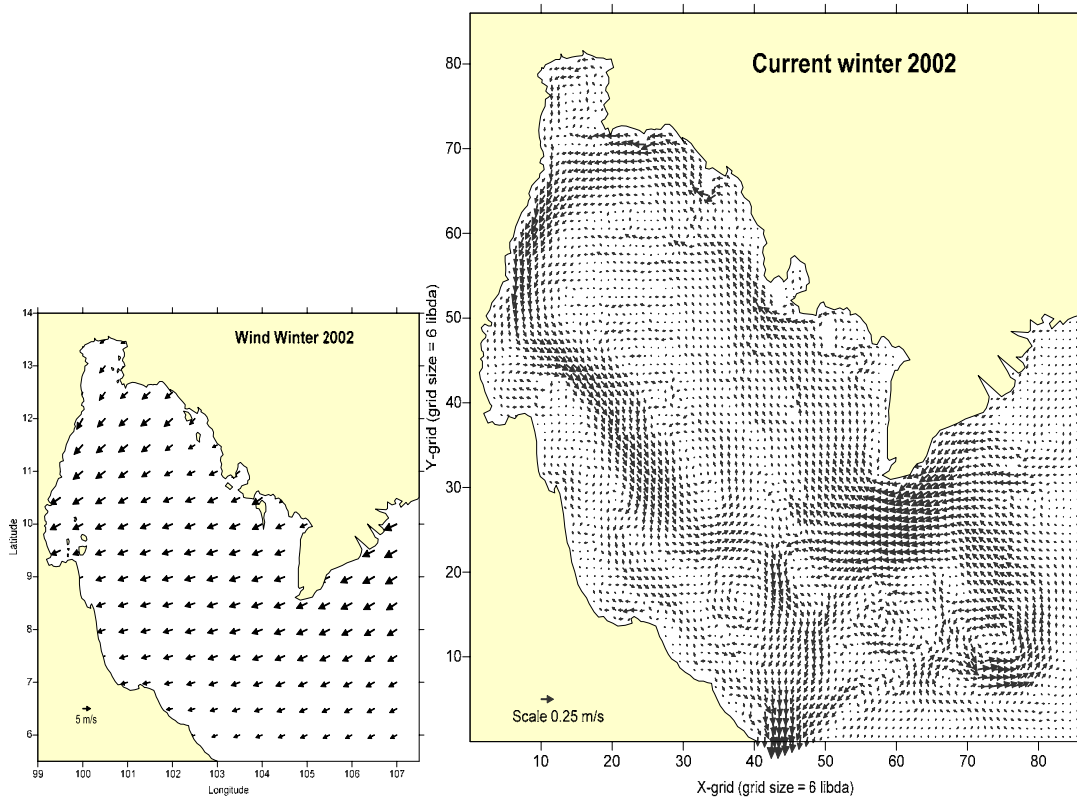 Wind Winter 2002
14
13
12
11
10
9
8
7
6
Latitude
5 m/s
99 100 101 102 103 104 105 106 107
Longitude
Current winter 2002
80
70
60
50
40
30
20
10
Y-grid (grid size = 6 libda)
Scale 0.25 m/s
10 20 30 40 50 60 70 80
X-grid (grid size = 6 libda)